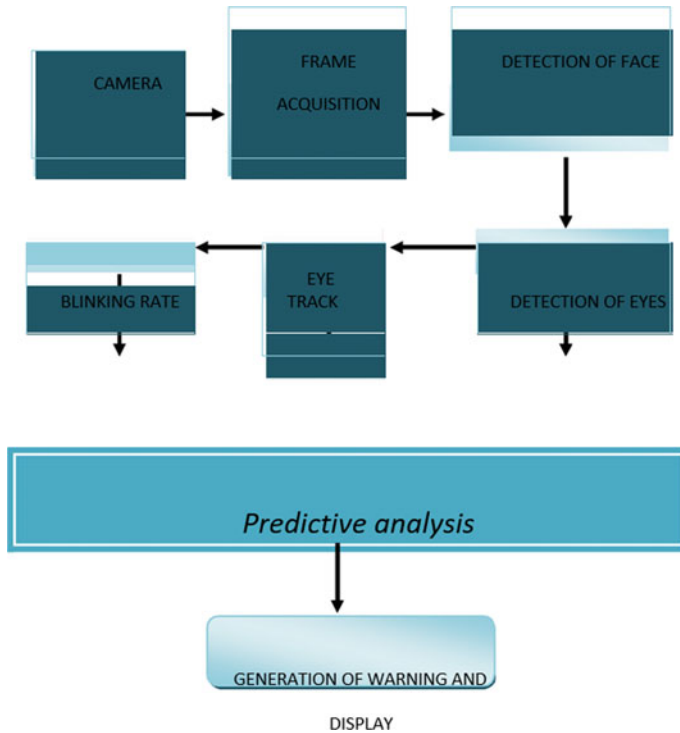 CAMERA
FRAME
ACQUISITION
DETECTION OF FACE
BLINKING RATE
EYE
TRACK
DETECTION OF EYES
Predictive analysis
GENERATION OF WARNING AND
DISPLAY